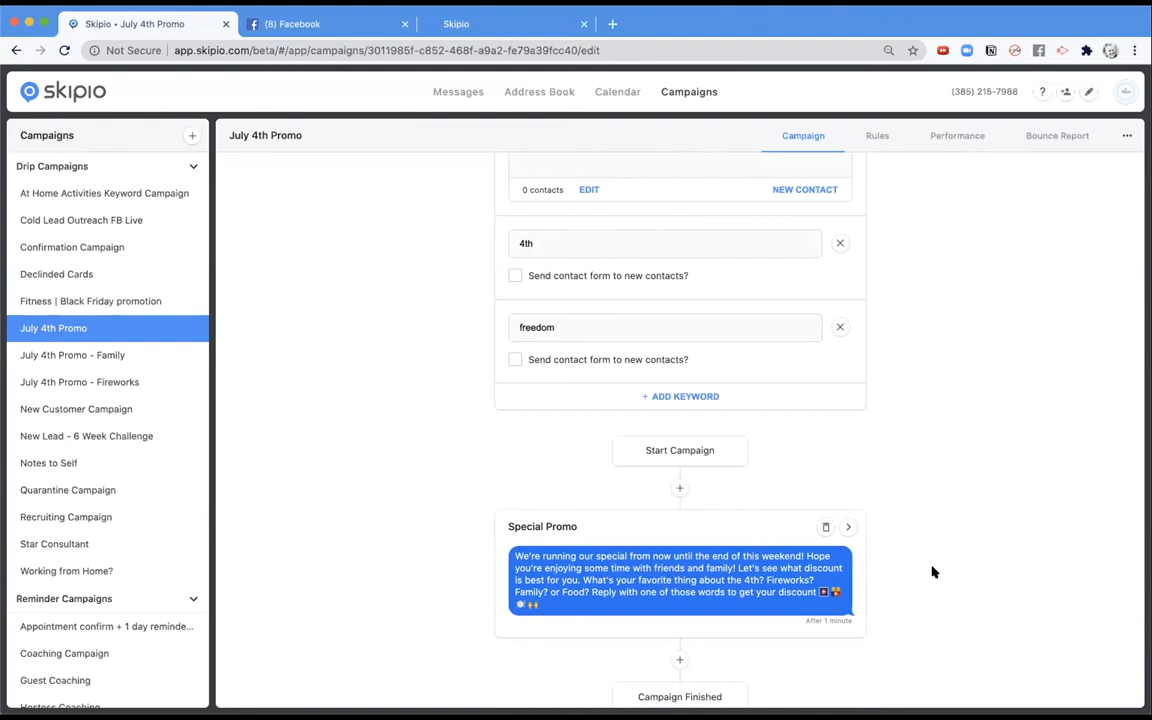 Skipio • July 4th Promo
(8) Facebook
Skipio
Not Secure
app.skipio.com/beta/#/app/campaigns/3011985f-c852-468f-a9a2-fe79a39fcc40/edit
skipio
Messages
Address Book
Calendar
Campaigns
(385) 215-7988
Campaigns
July 4th Promo
Campaign
Rules
Performance
Bounce Report
Drip Campaigns
At Home Activities Keyword Campaign
Cold Lead Outreach FB Live
Confirmation Campaign
Declinded Cards
Fitness | Black Friday promotion
July 4th Promo
July 4th Promo - Family
July 4th Promo - Fireworks
New Customer Campaign
New Lead - 6 Week Challenge
Notes to Self
Quarantine Campaign
Recruiting Campaign
Star Consultant
Working from Home?
Reminder Campaigns
Appointment confirm + 1 day reminde...
Coaching Campaign
Guest Coaching
Hostess Coaching
0 contacts
EDIT
NEW CONTACT
4th
Send contact form to new contacts?
freedom
Send contact form to new contacts?
+ ADD KEYWORD
Start Campaign
Special Promo
We're running our special from now until the end of this weekend! Hope
you're enjoying some time with friends and family! Let's see what discount
is best for you. What's your favorite thing about the 4th? Fireworks?
Family? or Food? Reply with one of those words to get your discount
After 1 minute
Campaign Finished